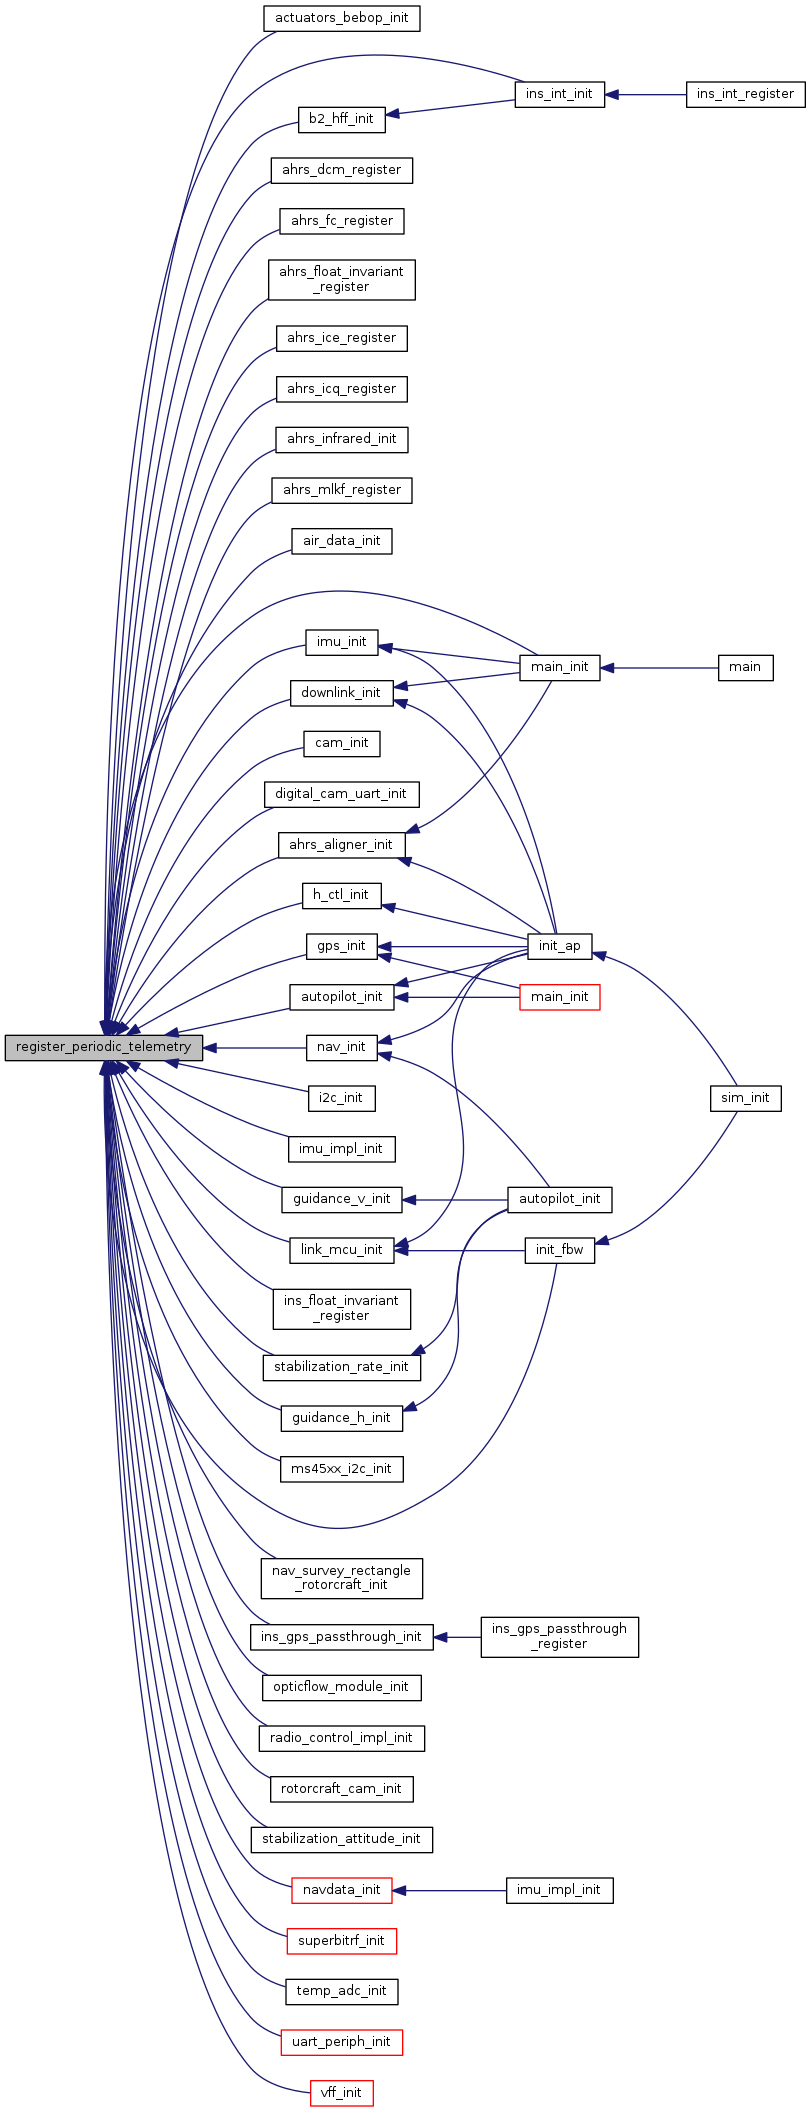 actuators_bebop_init
ins_int_init
ins_int_register
b2_hff_init
ahrs_dcm_register
ahrs_fc_register
ahrs_float_invariant
_register
ahrs_ice_register
ahrs_icq_register
ahrs_infrared_init
ahrs_mlkf_register
air_data_init
imu_init
main_init
main
downlink_init
cam_init
digital_cam_uart_init
ahrs_aligner_init
h_ctl_init
gps_init
init_ap
autopilot_init
main_init
register_periodic_telemetry
nav_init
i2c_init
sim_init
imu_impl_init
guidance_v_init
autopilot_init
link_mcu_init
init_fbw
ins_float_invariant
_register
stabilization_rate_init
guidance_h_init
ms45xx_i2c_init
nav_survey_rectangle
_rotorcraft_init
ins_gps_passthrough_init
ins_gps_passthrough
_register
opticflow_module_init
radio_control_impl_init
rotorcraft_cam_init
stabilization_attitude_init
navdata_init
imu_impl_init
superbitrf_init
temp_adc_init
uart_periph_init
vff_init